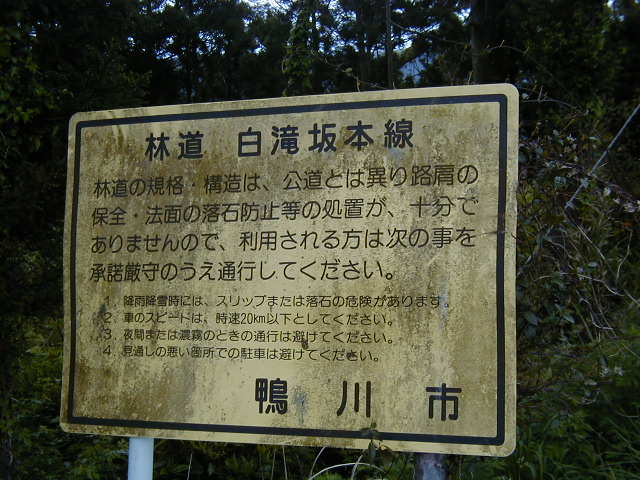 林道 白滝坂本線
林道の規格・構造は、公道とは異り路肩の
保全・法面の落石防止等の処置が、十分で
ありませんので、利用される方は次の事を
承諾厳守のうえ通行してください。
1. 降雨降雪時には、スリップまたは落石の危険があります。
2. 車のスピードは、時速20km以下としてください。
3. 夜間または濃霧のときの通行は避けてください。
4. 見通しの悪い箇所での駐車は避けてください。
鴨川市